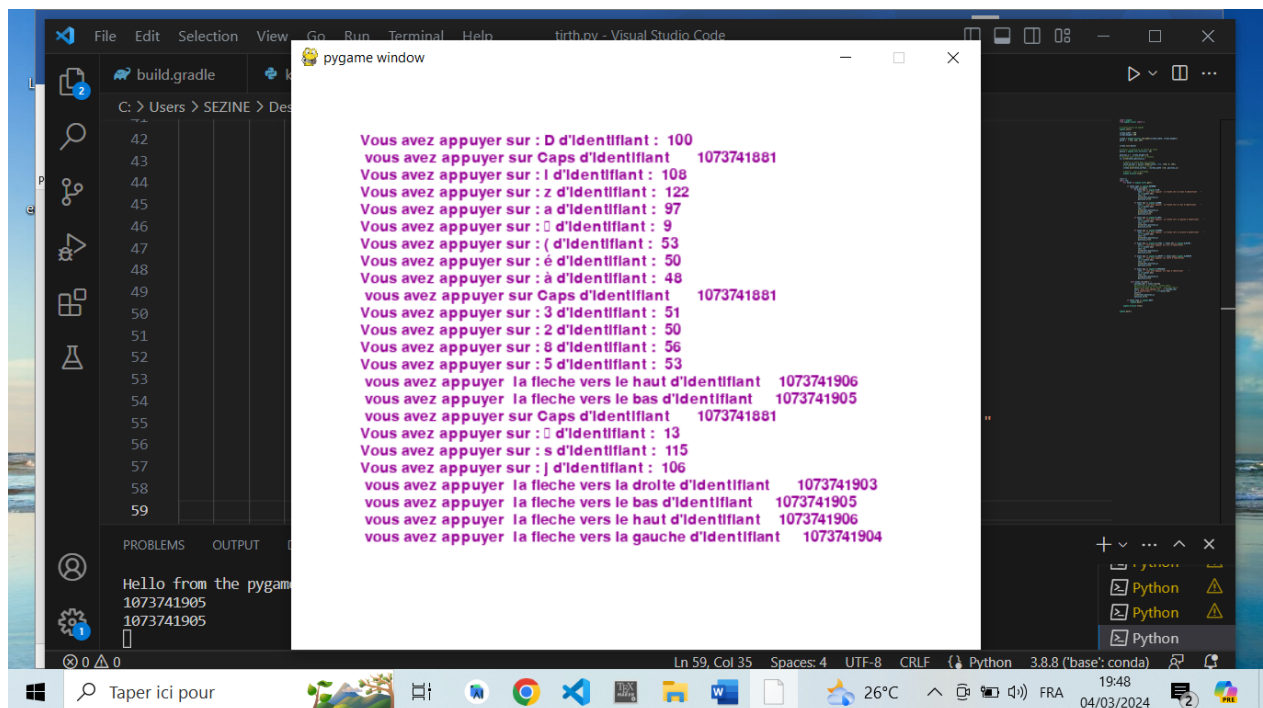 File Edit Selection View Go Run Terminal Help tirth.py - Visual Studio Code
pygame window
build.gradle
C: > Users > SEZINE > Des
42
43
44
45
46
47
48
49
50
51
52
53
54
55
56
57
58
59
Vous avez appuyer sur : D d'identifiant : 100
vous avez appuyer sur Caps d'identifiant 1073741881
Vous avez appuyer sur : l d'identifiant : 108
Vous avez appuyer sur : z d'identifiant : 122
Vous avez appuyer sur : a d'identifiant : 97
Vous avez appuyer sur : ▯ d'identifiant : 9
Vous avez appuyer sur : ( d'identifiant : 53
Vous avez appuyer sur : é d'identifiant : 50
Vous avez appuyer sur : à d'identifiant : 48
vous avez appuyer sur Caps d'identifiant 1073741881
Vous avez appuyer sur : 3 d'identifiant : 51
Vous avez appuyer sur : 2 d'identifiant : 50
Vous avez appuyer sur : 8 d'identifiant : 56
Vous avez appuyer sur : 5 d'identifiant : 53
vous avez appuyer la fleche vers le haut d'identifiant 1073741906
vous avez appuyer la fleche vers le bas d'identifiant 1073741905
vous avez appuyer sur Caps d'identifiant 1073741881
Vous avez appuyer sur : ▯ d'identifiant : 13
Vous avez appuyer sur : s d'identifiant : 115
Vous avez appuyer sur : j d'identifiant : 106
vous avez appuyer la fleche vers la droite d'identifiant 1073741903
vous avez appuyer la fleche vers le bas d'identifiant 1073741905
vous avez appuyer la fleche vers le haut d'identifiant 1073741906
vous avez appuyer la fleche vers la gauche d'identifiant 1073741904
"
PROBLEMS OUTPUT
Hello from the pygam
1073741905
1073741905
Python
Python
Python
0 0 Ln 59, Col 35 Spaces: 4 UTF-8 CRLF Python 3.8.8 ('base': conda)
Taper ici pour 26°C FRA 19:48
04/03/2024 2 PRE